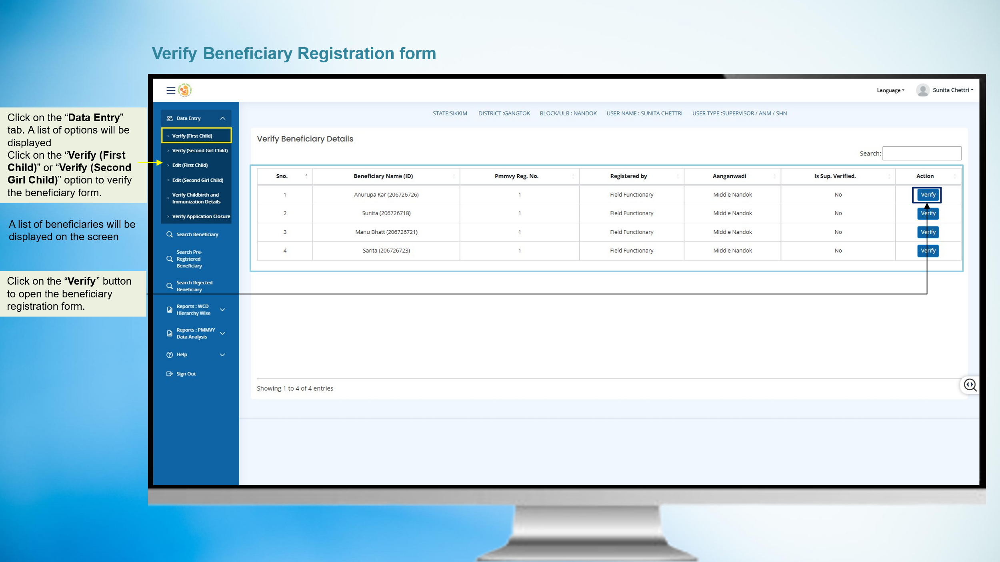 Verify Beneficiary Registration form
Language
Sunita Chettri
Click on the “Data Entry”
tab. A list of options will be
displayed
Click on the “Verify (First
Child)” or “Verify (Second
Girl Child)” option to verify
the beneficiary form.
A list of beneficiaries will be
displayed on the screen
Click on the “Verify” button
to open the beneficiary
registration form.
Data Entry
Verify (First Child)
Verify (Second Girl Child)
Edit (First Child)
Edit (Second Girl Child)
Verify Childbirth and
Immunization Details
Verify Application Closure
Search Beneficiary
Search Pre-
Registered
Beneficiary
Search Rejected
Beneficiary
Reports : WCD
Hierarchy Wise
Reports : PMMVY
Data Analysis
Help
Sign Out
STATE:SIKKIM DISTRICT :GANGTOK BLOCK/ULB : NANDOK USER NAME : SUNITA CHETTRI USER TYPE :SUPERVISOR / ANM / SHN
Verify Beneficiary Details
Search:
Sno. Beneficiary Name (ID) Pmmvy Reg. No. Registered by Aanganwadi Is Sup. Verified. Action
1 Anurupa Kar (206726726) 1 Field Functionary Middle Nandok No Verify
2 Sunita (206726718) 1 Field Functionary Middle Nandok No Verify
3 Manu Bhatt (206726721) 1 Field Functionary Middle Nandok No Verify
4 Sarita (206726723) 1 Field Functionary Middle Nandok No Verify
Showing 1 to 4 of 4 entries